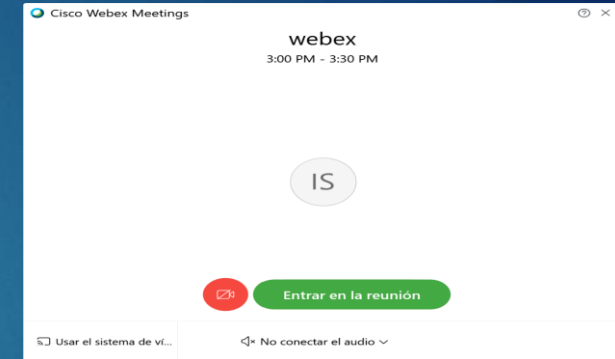 Cisco Webex Meetings
webex
3:00 PM - 3:30 PM
IS
Entrar en la reunión
Usar el sistema de ví...
No conectar el audio